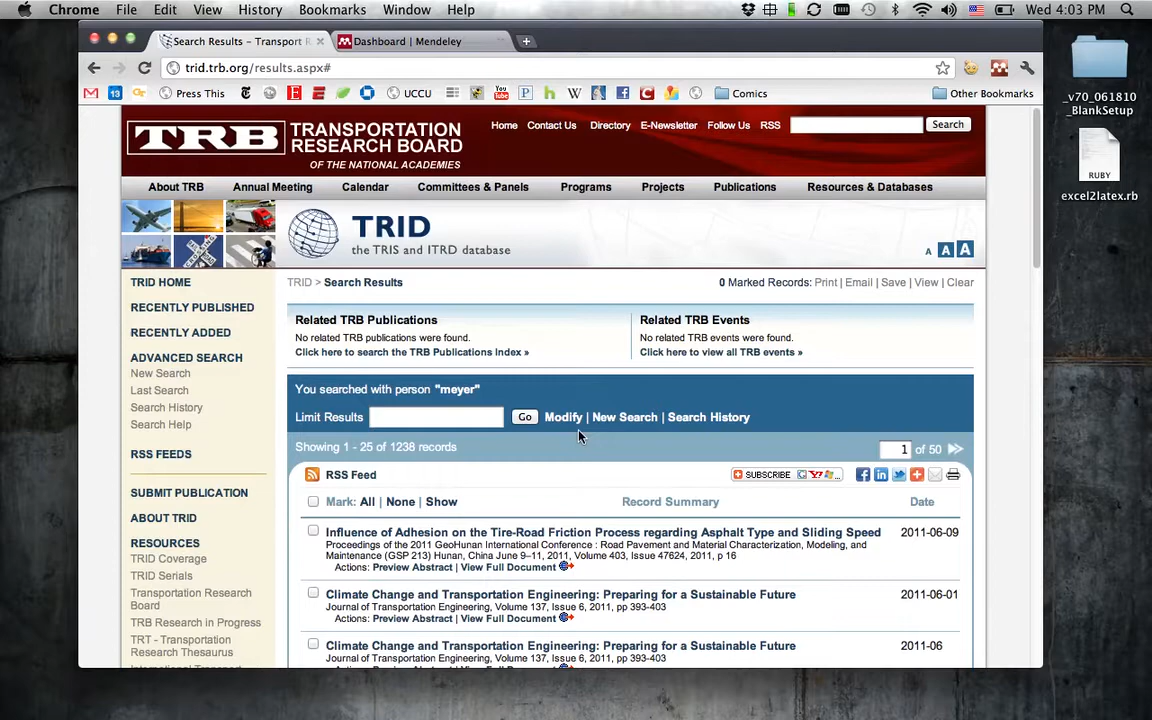 Chrome File Edit View History Bookmarks Window Help Wed 4:03 PM
Search Results – Transport R Dashboard | Mendeley
trid.trb.org/results.aspx#
Press This UCCU Comics Other Bookmarks
_v70_061810
_BlankSetup
RUBY
excel2latex.rb
TRB TRANSPORTATION
RESEARCH BOARD
OF THE NATIONAL ACADEMIES
Home Contact Us Directory E-Newsletter Follow Us RSS Search
About TRB Annual Meeting Calendar Committees & Panels Programs Projects Publications Resources & Databases
TRID
the TRIS and ITRD database
A A A
TRID HOME
RECENTLY PUBLISHED
RECENTLY ADDED
ADVANCED SEARCH
New Search
Last Search
Search History
Search Help
RSS FEEDS
SUBMIT PUBLICATION
ABOUT TRID
RESOURCES
TRID Coverage
TRID Serials
Transportation Research
Board
TRB Research in Progress
TRT - Transportation
Research Thesaurus
International Transport
TRID > Search Results 0 Marked Records: Print | Email | Save | View | Clear
Related TRB Publications
No related TRB publications were found.
Click here to search the TRB Publications Index »
Related TRB Events
No related TRB events were found.
Click here to view all TRB events »
You searched with person "meyer"
Limit Results Go Modify | New Search | Search History
Showing 1 - 25 of 1238 records 1 of 50
RSS Feed SUBSCRIBE
Mark: All | None | Show Record Summary Date
Influence of Adhesion on the Tire-Road Friction Process regarding Asphalt Type and Sliding Speed 2011-06-09
Proceedings of the 2011 GeoHunan International Conference : Road Pavement and Material Characterization, Modeling, and
Maintenance (GSP 213) Hunan, China June 9–11, 2011, Volume 403, Issue 47624, 2011, p 16
Actions: Preview Abstract | View Full Document
Climate Change and Transportation Engineering: Preparing for a Sustainable Future 2011-06-01
Journal of Transportation Engineering, Volume 137, Issue 6, 2011, pp 393-403
Actions: Preview Abstract | View Full Document
Climate Change and Transportation Engineering: Preparing for a Sustainable Future 2011-06
Journal of Transportation Engineering, Volume 137, Issue 6, 2011, pp 393-403